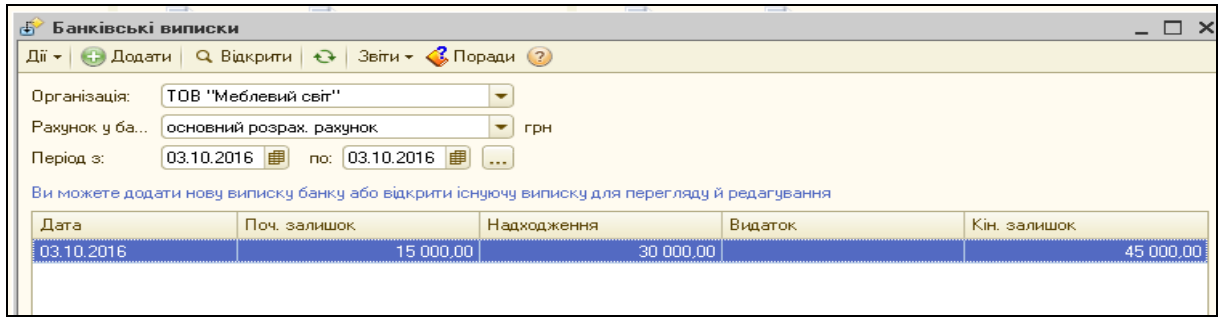 Банківські виписки
Дії Додати Відкрити Звіти Поради ?
Організація: ТОВ "Меблевий світ"
Рахунок у ба... основний розрах. рахунок грн
Період з: 03.10.2016 по: 03.10.2016 ...
Ви можете додати нову виписку банку або відкрити існуючу виписку для перегляду й редагування
Дата Поч. залишок Надходження Видаток Кін. залишок
03.10.2016 15 000,00 30 000,00 45 000,00